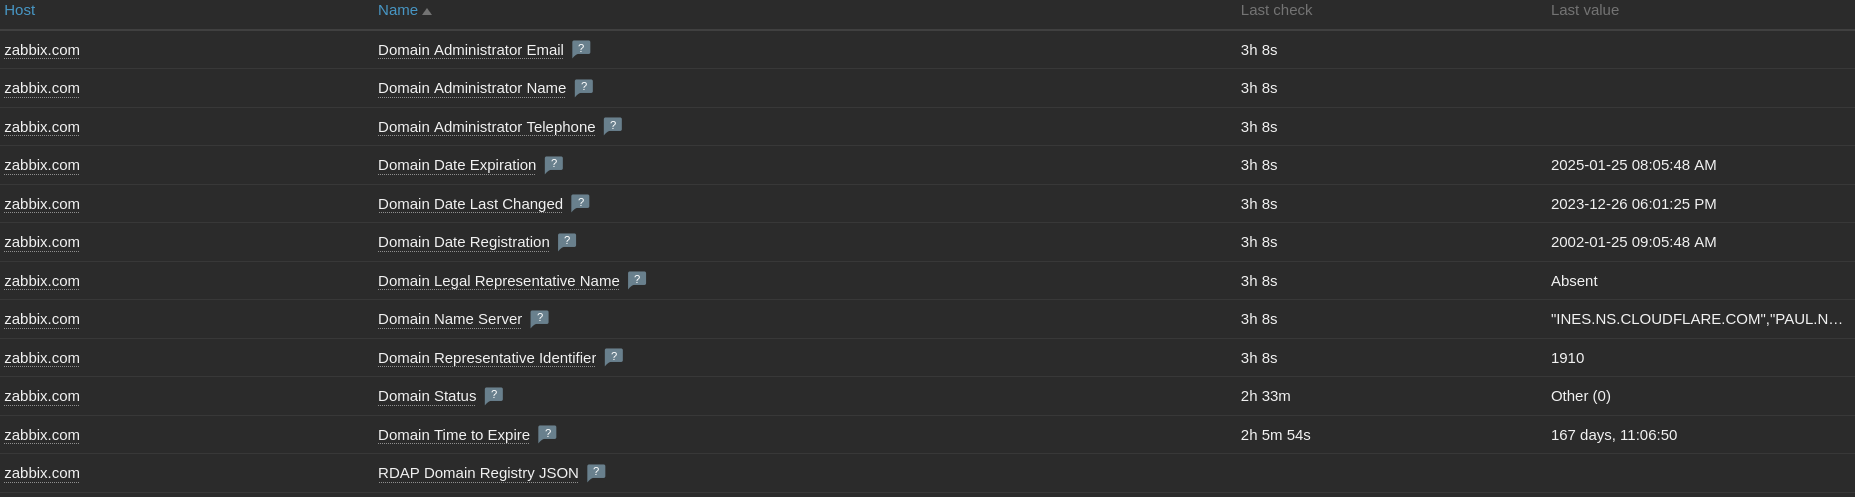 Host Name Last check Last value
zabbix.com Domain Administrator Email ? 3h 8s
zabbix.com Domain Administrator Name ? 3h 8s
zabbix.com Domain Administrator Telephone ? 3h 8s
zabbix.com Domain Date Expiration ? 3h 8s 2025-01-25 08:05:48 AM
zabbix.com Domain Date Last Changed ? 3h 8s 2023-12-26 06:01:25 PM
zabbix.com Domain Date Registration ? 3h 8s 2002-01-25 09:05:48 AM
zabbix.com Domain Legal Representative Name ? 3h 8s Absent
zabbix.com Domain Name Server ? 3h 8s "INES.NS.CLOUDFLARE.COM","PAUL.N…
zabbix.com Domain Representative Identifier ? 3h 8s 1910
zabbix.com Domain Status ? 2h 33m Other (0)
zabbix.com Domain Time to Expire ? 2h 5m 54s 167 days, 11:06:50
zabbix.com RDAP Domain Registry JSON ?